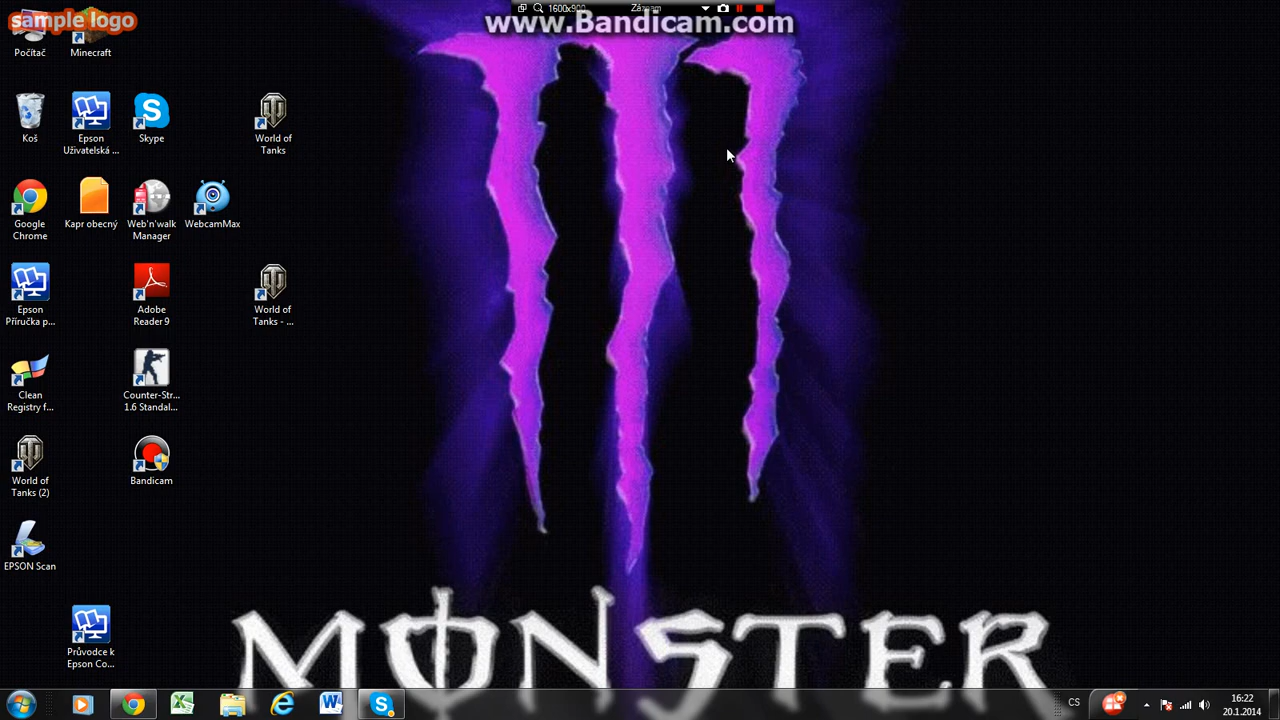 sample logo
1600x900
Záznam
www.Bandicam.com
Počítač
Minecraft
Koš
Epson
Uživatelská ...
Skype
World of
Tanks
Google
Chrome
Kapr obecný
Web'n'walk
Manager
WebcamMax
Epson
Příručka p...
Adobe
Reader 9
World of
Tanks - ...
Clean
Registry f...
Counter-Str...
1.6 Standal...
World of
Tanks (2)
Bandicam
EPSON Scan
Průvodce k
Epson Co...
MONSTER
CS
16:22
20.1.2014